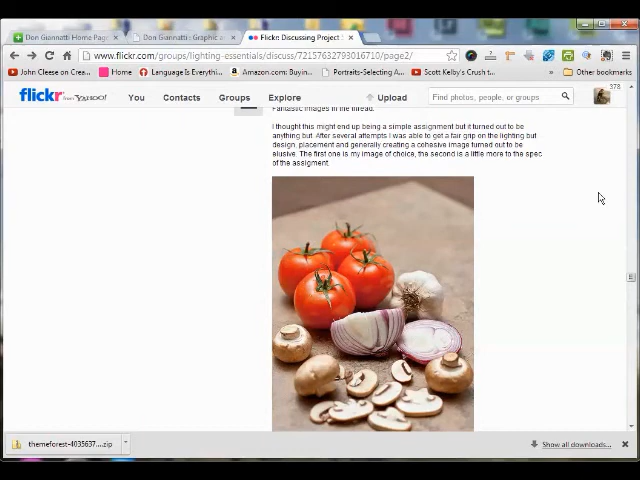 Don Giannatti Home Pag
Don Giannatti: Graphic a
Flickr: Discussing Project
www.flickr.com/groups/lighting-essentials/discuss/72157632793016710/page2/
John Cleese on Crea...
Home
Language Is Everythi...
Amazon.com: Buyin...
Portraits-Selecting A...
Scott Kelby's Crush t...
»
Other bookmarks
flickr from YAHOO!
You
Contacts
Groups
Explore
Upload
Find photos, people, or groups
378
Fantastic images in the thread.
I thought this might end up being a simple assignment but it turned out to be
anything but. After several attempts I was able to get a fair grip on the lighting but
design, placement and generally creating a cohesive image turned out to be
elusive. The first one is my image of choice, the second is a little more to the spec
of the assigment.
themeforest-4035637....zip
Show all downloads...